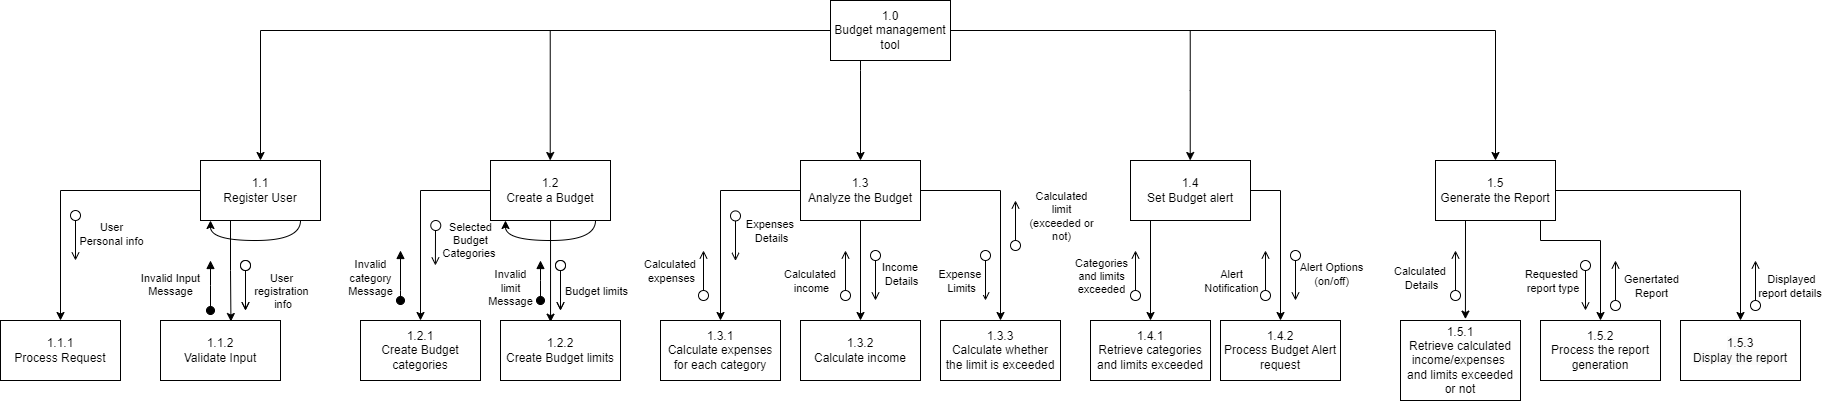 1.0
Budget management
tool
1.1
Register User
1.2
Create a Budget
1.3
Analyze the Budget
1.4
Set Budget alert
1.5
Generate the Report
User
Personal info
Invalid Input
Message
User
registration
info
Invalid
category
Message
Selected
Budget
Categories
Invalid
limit
Message
Budget limits
Calculated
expenses
Expenses
Details
Calculated
income
Income
Details
Expense
Limits
Calculated
limit
(exceeded or
not)
Categories
and limits
exceeded
Alert
Notification
Alert Options
(on/off)
Calculated
Details
Requested
report type
Genertated
Report
Displayed
report details
1.1.1
Process Request
1.1.2
Validate Input
1.2.1
Create Budget
categories
1.2.2
Create Budget limits
1.3.1
Calculate expenses
for each category
1.3.2
Calculate income
1.3.3
Calculate whether
the limit is exceeded
1.4.1
Retrieve categories
and limits exceeded
1.4.2
Process Budget Alert
request
1.5.1
Retrieve calculated
income/expenses
and limits exceeded
or not
1.5.2
Process the report
generation
1.5.3
Display the report